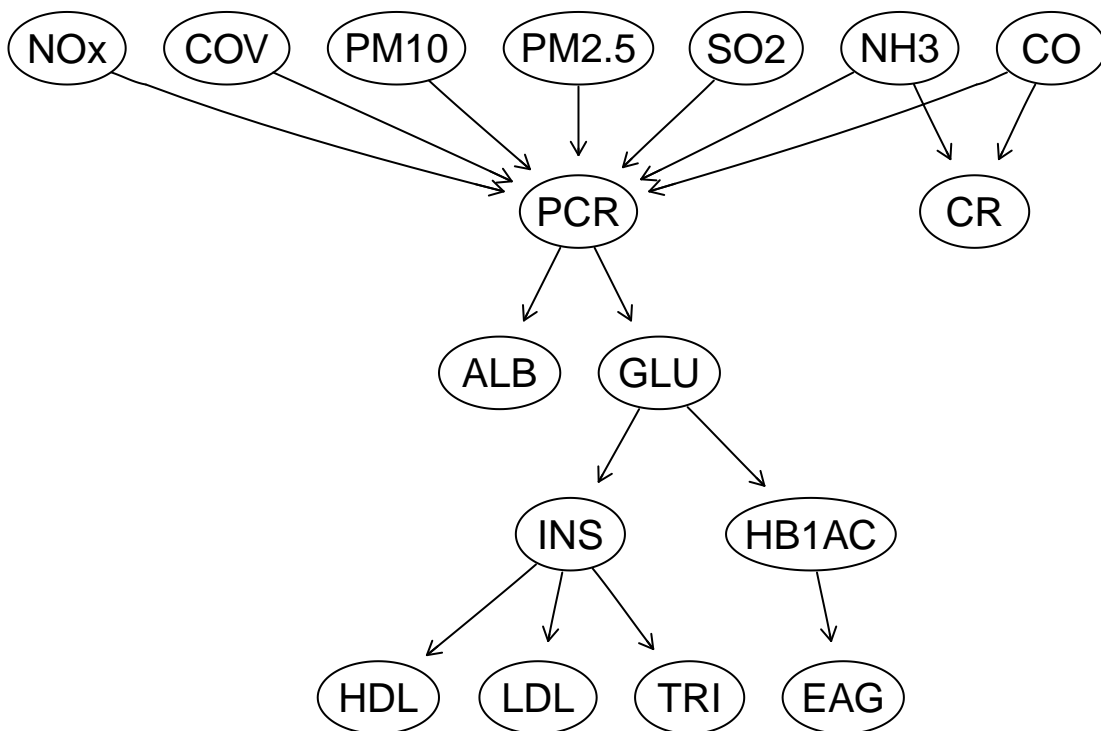 NOx COV PM10 PM2.5 SO2 NH3 CO
PCR CR
ALB GLU
INS HB1AC
HDL LDL TRI EAG